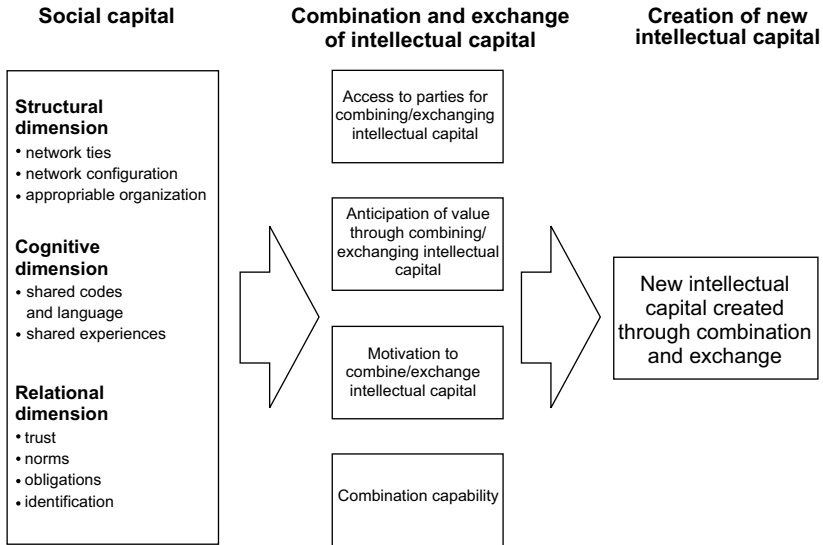 Social capital
Combination and exchange
of intellectual capital
Creation of new
intellectual capital
Structural
dimension
• network ties
• network configuration
• appropriable organization
Cognitive
dimension
• shared codes
and language
• shared experiences
Relational
dimension
• trust
• norms
• obligations
• identification
Access to parties for
combining/exchanging
intellectual capital
Anticipation of value
through combining/
exchanging intellectual
capital
Motivation to
combine/exchange
intellectual capital
Combination capability
New intellectual
capital created
through combination
and exchange